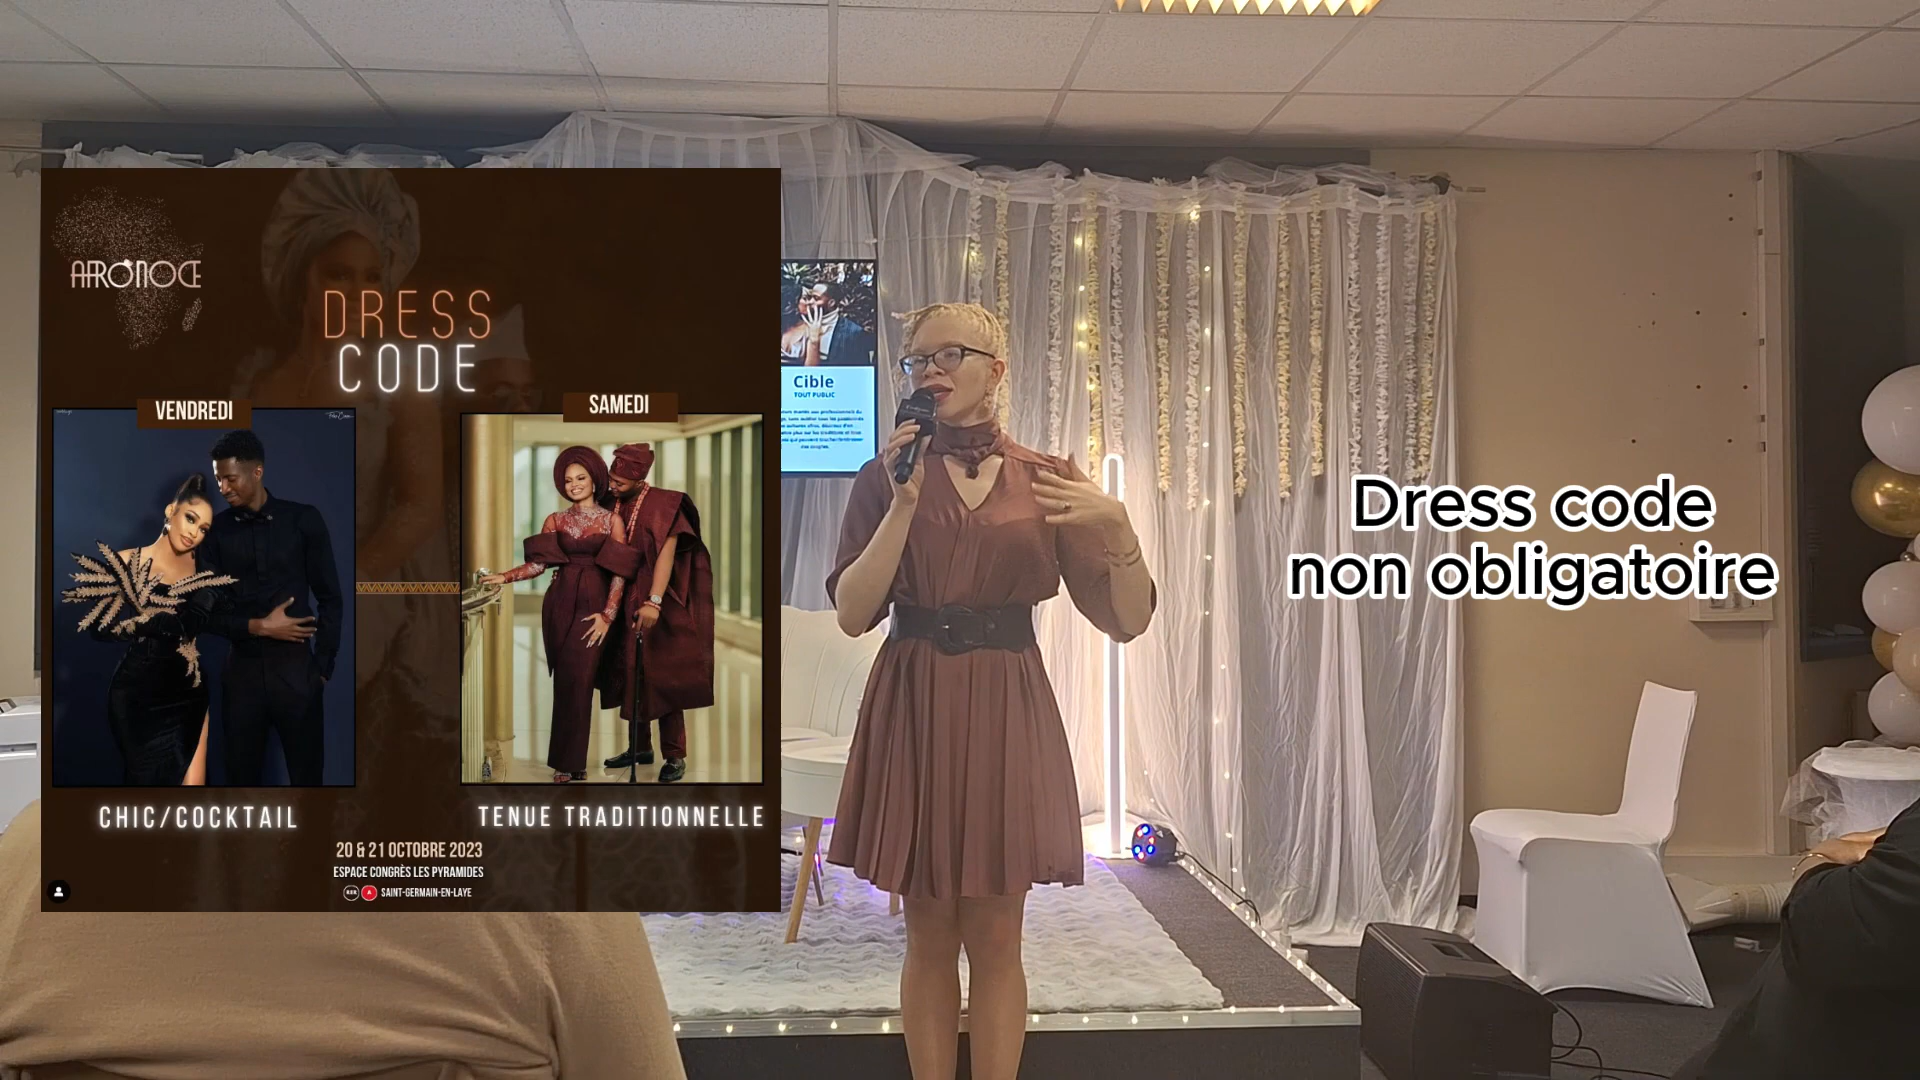 AFRONOCE
DRESS
CODE
VENDREDI
SAMEDI
CHIC/COCKTAIL
TENUE TRADITIONNELLE
20 & 21 OCTOBRE 2023
ESPACE CONGRÈS LES PYRAMIDES
RER A SAINT-GERMAIN-EN-LAYE
Cible
TOUT PUBLIC
Dress code
non obligatoire